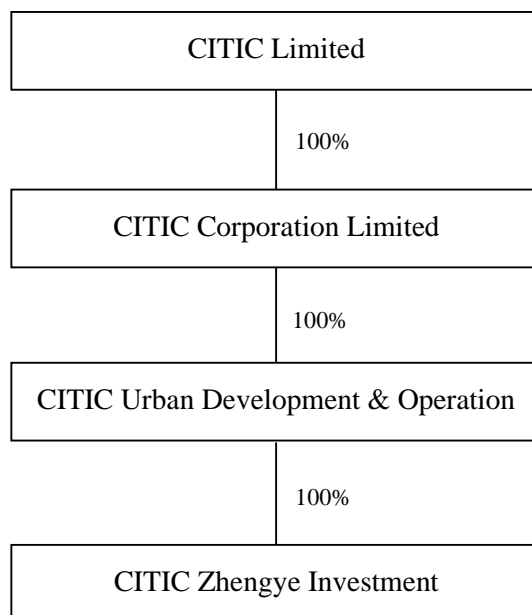 CITIC Limited
100%
CITIC Corporation Limited
100%
CITIC Urban Development & Operation
100%
CITIC Zhengye Investment